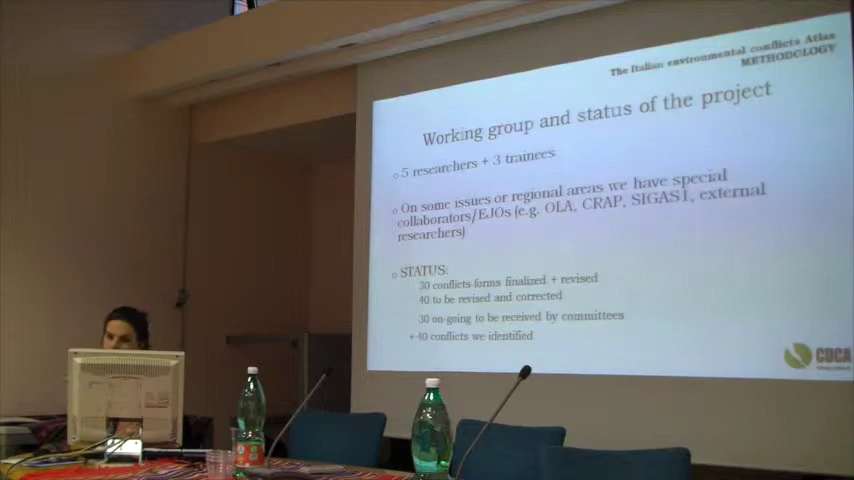 The Italian environmental conflicts Atlas
METHODOLOGY
Working group and status of the project
5 researchers + 3 trainees
On some issues or regional areas we have special
collaborators/EJOs (e.g. OLA, CRAP, SIGAST, external
researchers)
STATUS:
30 conflicts-forms finalized + revised
40 to be revised and corrected
30 on-going to be received by committees
+ 40 conflicts we identified
CDCA